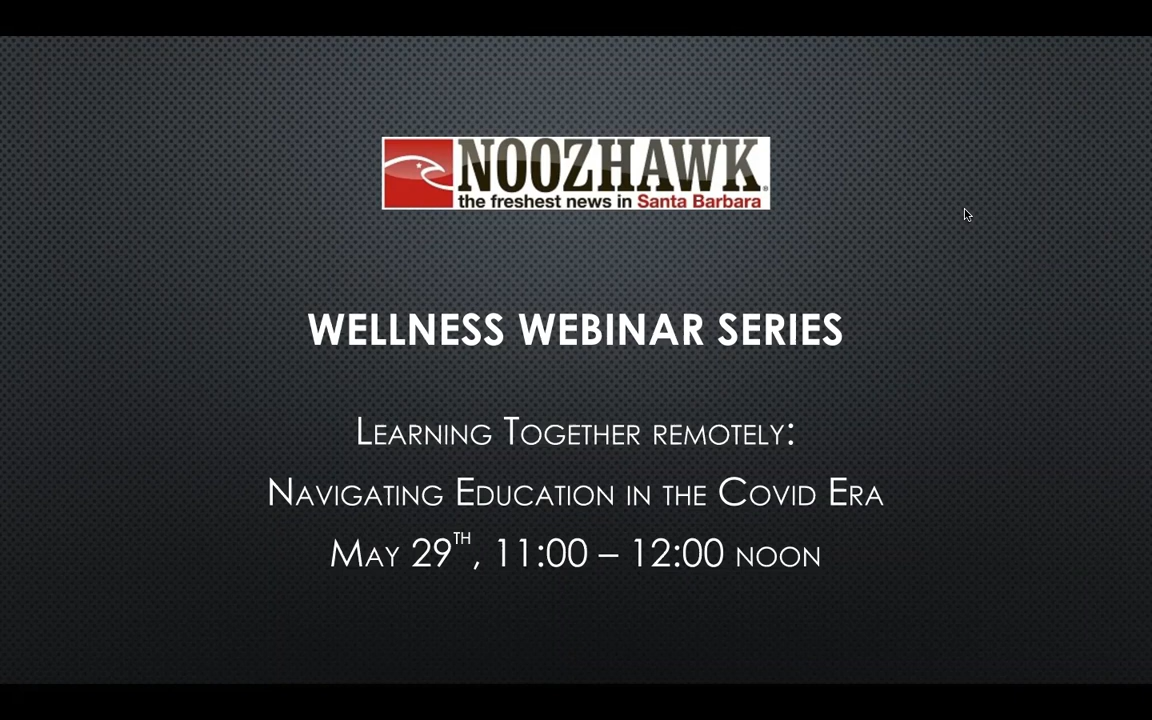 NOOZHAWK®
the freshest news in Santa Barbara
WELLNESS WEBINAR SERIES
Learning Together remotely:
Navigating Education in the Covid Era
May 29TH, 11:00 – 12:00 noon